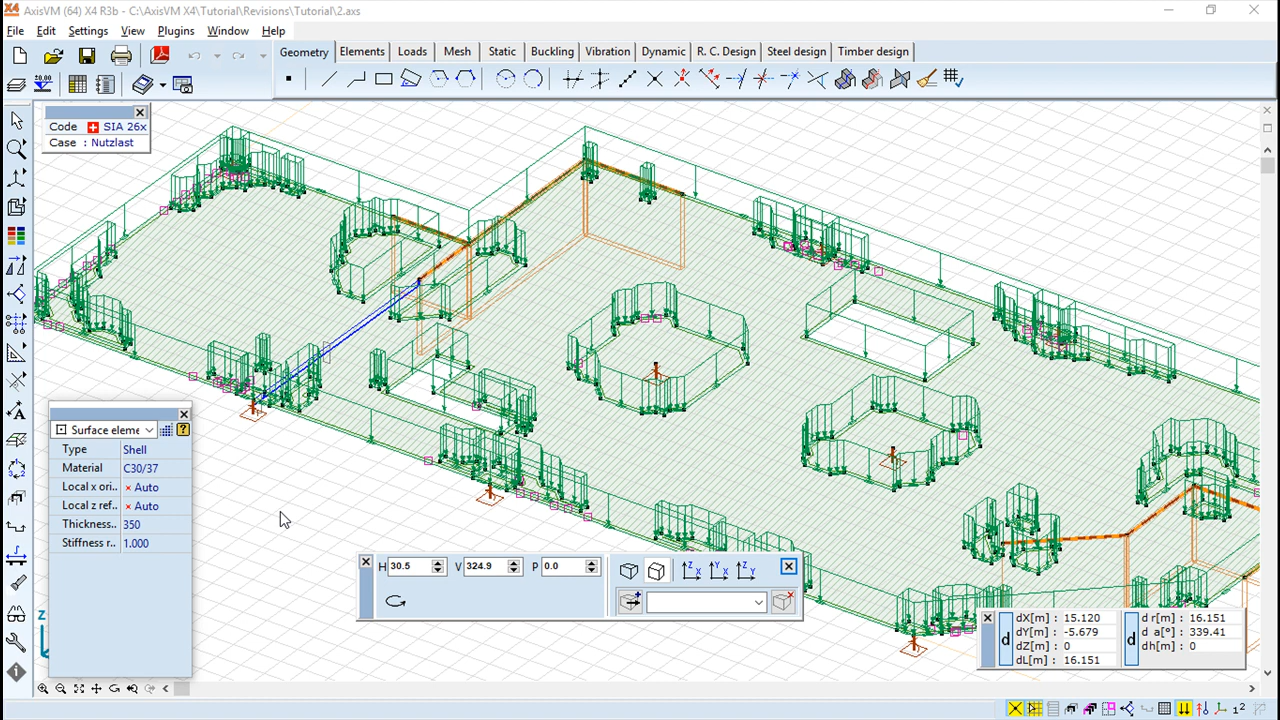 AxisVM (64) X4 R3b - C:\AxisVM X4\Tutorial\Revisions\Tutorial\2.axs
File Edit Settings View Plugins Window Help
Geometry Elements Loads Mesh Static Buckling Vibration Dynamic R. C. Design Steel design Timber design
Code SIA 26x
Case : Nutzlast
Surface eleme
Type Shell
Material C30/37
Local x ori.. × Auto
Local z ref.. × Auto
Thickness.. 350
Stiffness r... 1.000
H 30.5 V 324.9 P 0.0
Z X Y X Z Y
d dX[m] : 15.120
dY[m] : -5.679
dZ[m] : 0
dL[m] : 16.151
d d r[m] : 16.151
d a[°] : 339.41
dh[m] : 0
Z